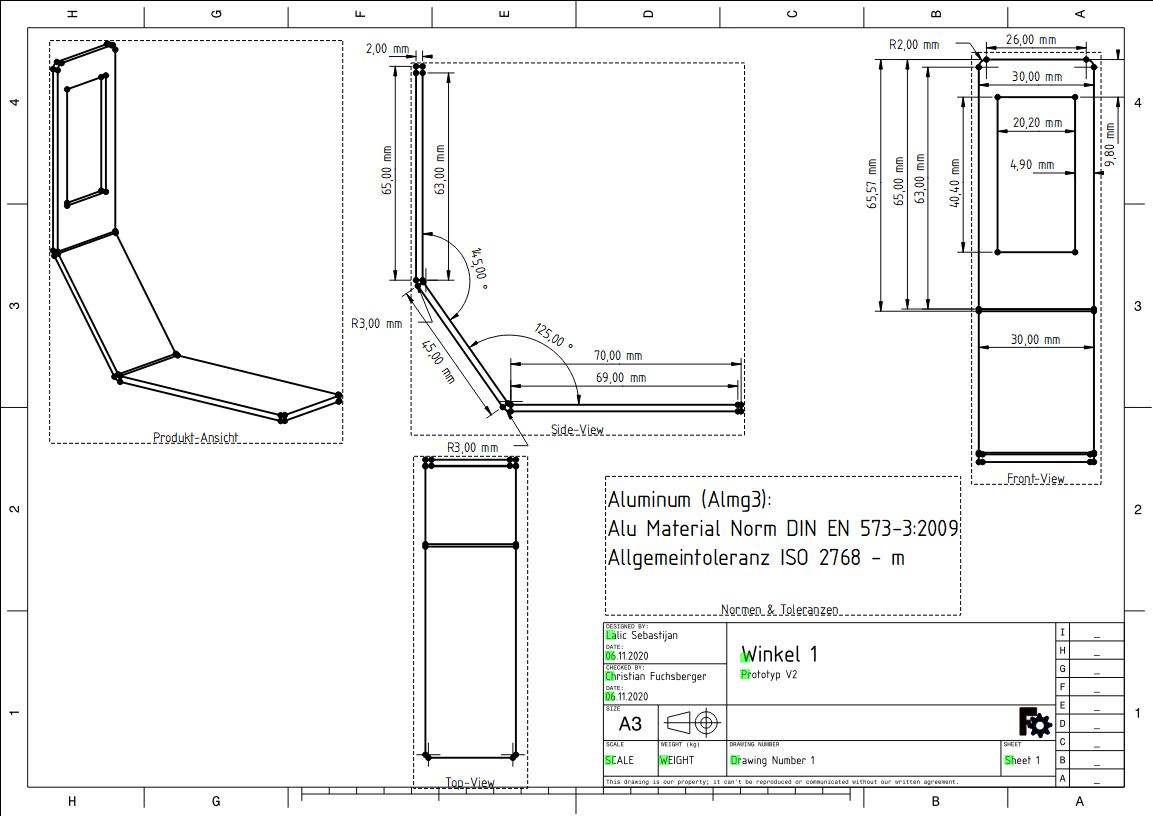 H G F E D C B A
4
3
2
1
Produkt-Ansicht
2,00 mm
65,00 mm
63,00 mm
145,00 °
R3,00 mm
45,00 mm
125,00 °
70,00 mm
69,00 mm
R3,00 mm
Side-View
R2,00 mm
26,00 mm
30,00 mm
20,20 mm
4,90 mm
9,80 mm
65,57 mm
65,00 mm
63,00 mm
40,40 mm
30,00 mm
Front-View
Top-View
Aluminum (Almg3):
Alu Material Norm DIN EN 573-3:2009
Allgemeintoleranz ISO 2768 - m
Normen & Toleranzen
DESIGNED BY:
Lalic Sebastijan
DATE:
06.11.2020
CHECKED BY:
Christian Fuchsberger
DATE:
06.11.2020
Winkel 1
Prototyp V2
SIZE
A3
SCALE
SCALE
WEIGHT (kg)
WEIGHT
DRAWING NUMBER
Drawing Number 1
SHEET
Sheet 1
This drawing is our property; it can't be reproduced or communicated without our written agreement.
I _
H _
G _
F _
E _
D _
C _
B _
A _
4
3
2
1
H G B A